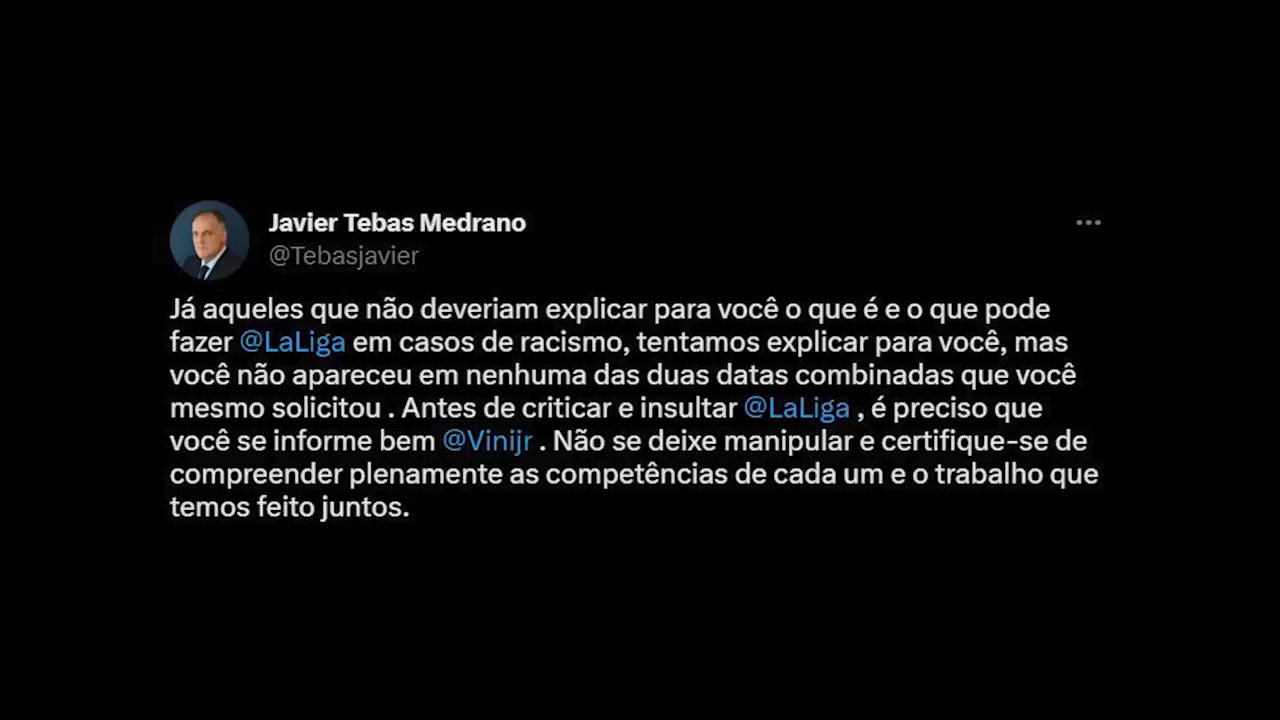 Javier Tebas Medrano
@Tebasjavier
Já aqueles que não deveriam explicar para você o que é e o que pode
fazer @LaLiga em casos de racismo, tentamos explicar para você, mas
você não apareceu em nenhuma das duas datas combinadas que você
mesmo solicitou . Antes de criticar e insultar @LaLiga , é preciso que
você se informe bem @Vinijr . Não se deixe manipular e certifique-se de
compreender plenamente as competências de cada um e o trabalho que
temos feito juntos.